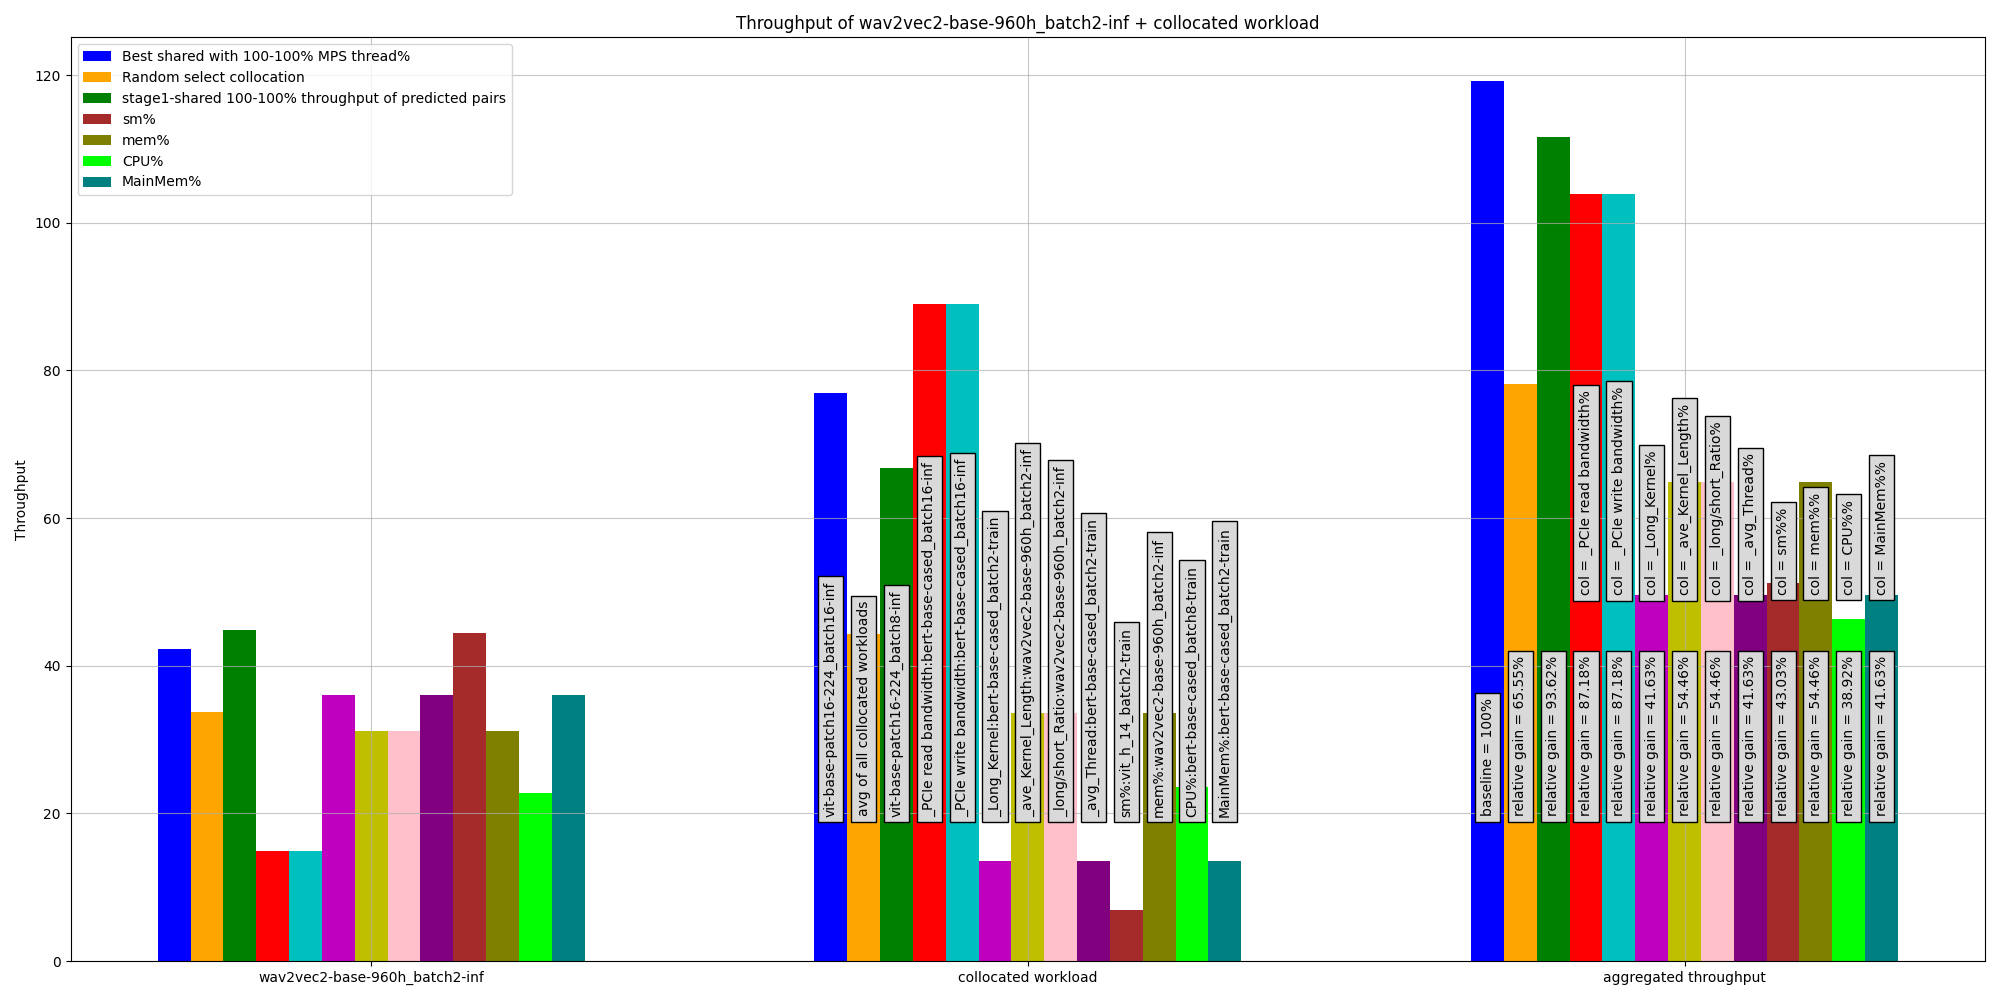 Throughput of wav2vec2-base-960h_batch2-inf + collocated workload
Best shared with 100-100% MPS thread%
Random select collocation
stage1-shared 100-100% throughput of predicted pairs
sm%
mem%
CPU%
MainMem%
Throughput
120
100
80
60
40
20
0
vit-base-patch16-224_batch16-inf
avg of all collocated workloads
vit-base-patch16-224_batch8-inf
_PCIe read bandwidth:bert-base-cased_batch16-inf
_PCIe write bandwidth:bert-base-cased_batch16-inf
_Long_Kernel:bert-base-cased_batch2-train
_ave_Kernel_Length:wav2vec2-base-960h_batch2-inf
_long/short_Ratio:wav2vec2-base-960h_batch2-inf
_avg_Thread:bert-base-cased_batch2-train
sm%:vit_h_14_batch2-train
mem%:wav2vec2-base-960h_batch2-inf
CPU%:bert-base-cased_batch8-train
MainMem%:bert-base-cased_batch2-train
col = _PCIe read bandwidth%
col = _PCIe write bandwidth%
col = _Long_Kernel%
col = _ave_Kernel_Length%
col = _long/short_Ratio%
col = _avg_Thread%
col = sm%%
col = mem%%
col = CPU%%
col = MainMem%%
baseline = 100%
relative gain = 65.55%
relative gain = 93.62%
relative gain = 87.18%
relative gain = 87.18%
relative gain = 41.63%
relative gain = 54.46%
relative gain = 54.46%
relative gain = 41.63%
relative gain = 43.03%
relative gain = 54.46%
relative gain = 38.92%
relative gain = 41.63%
wav2vec2-base-960h_batch2-inf
collocated workload
aggregated throughput